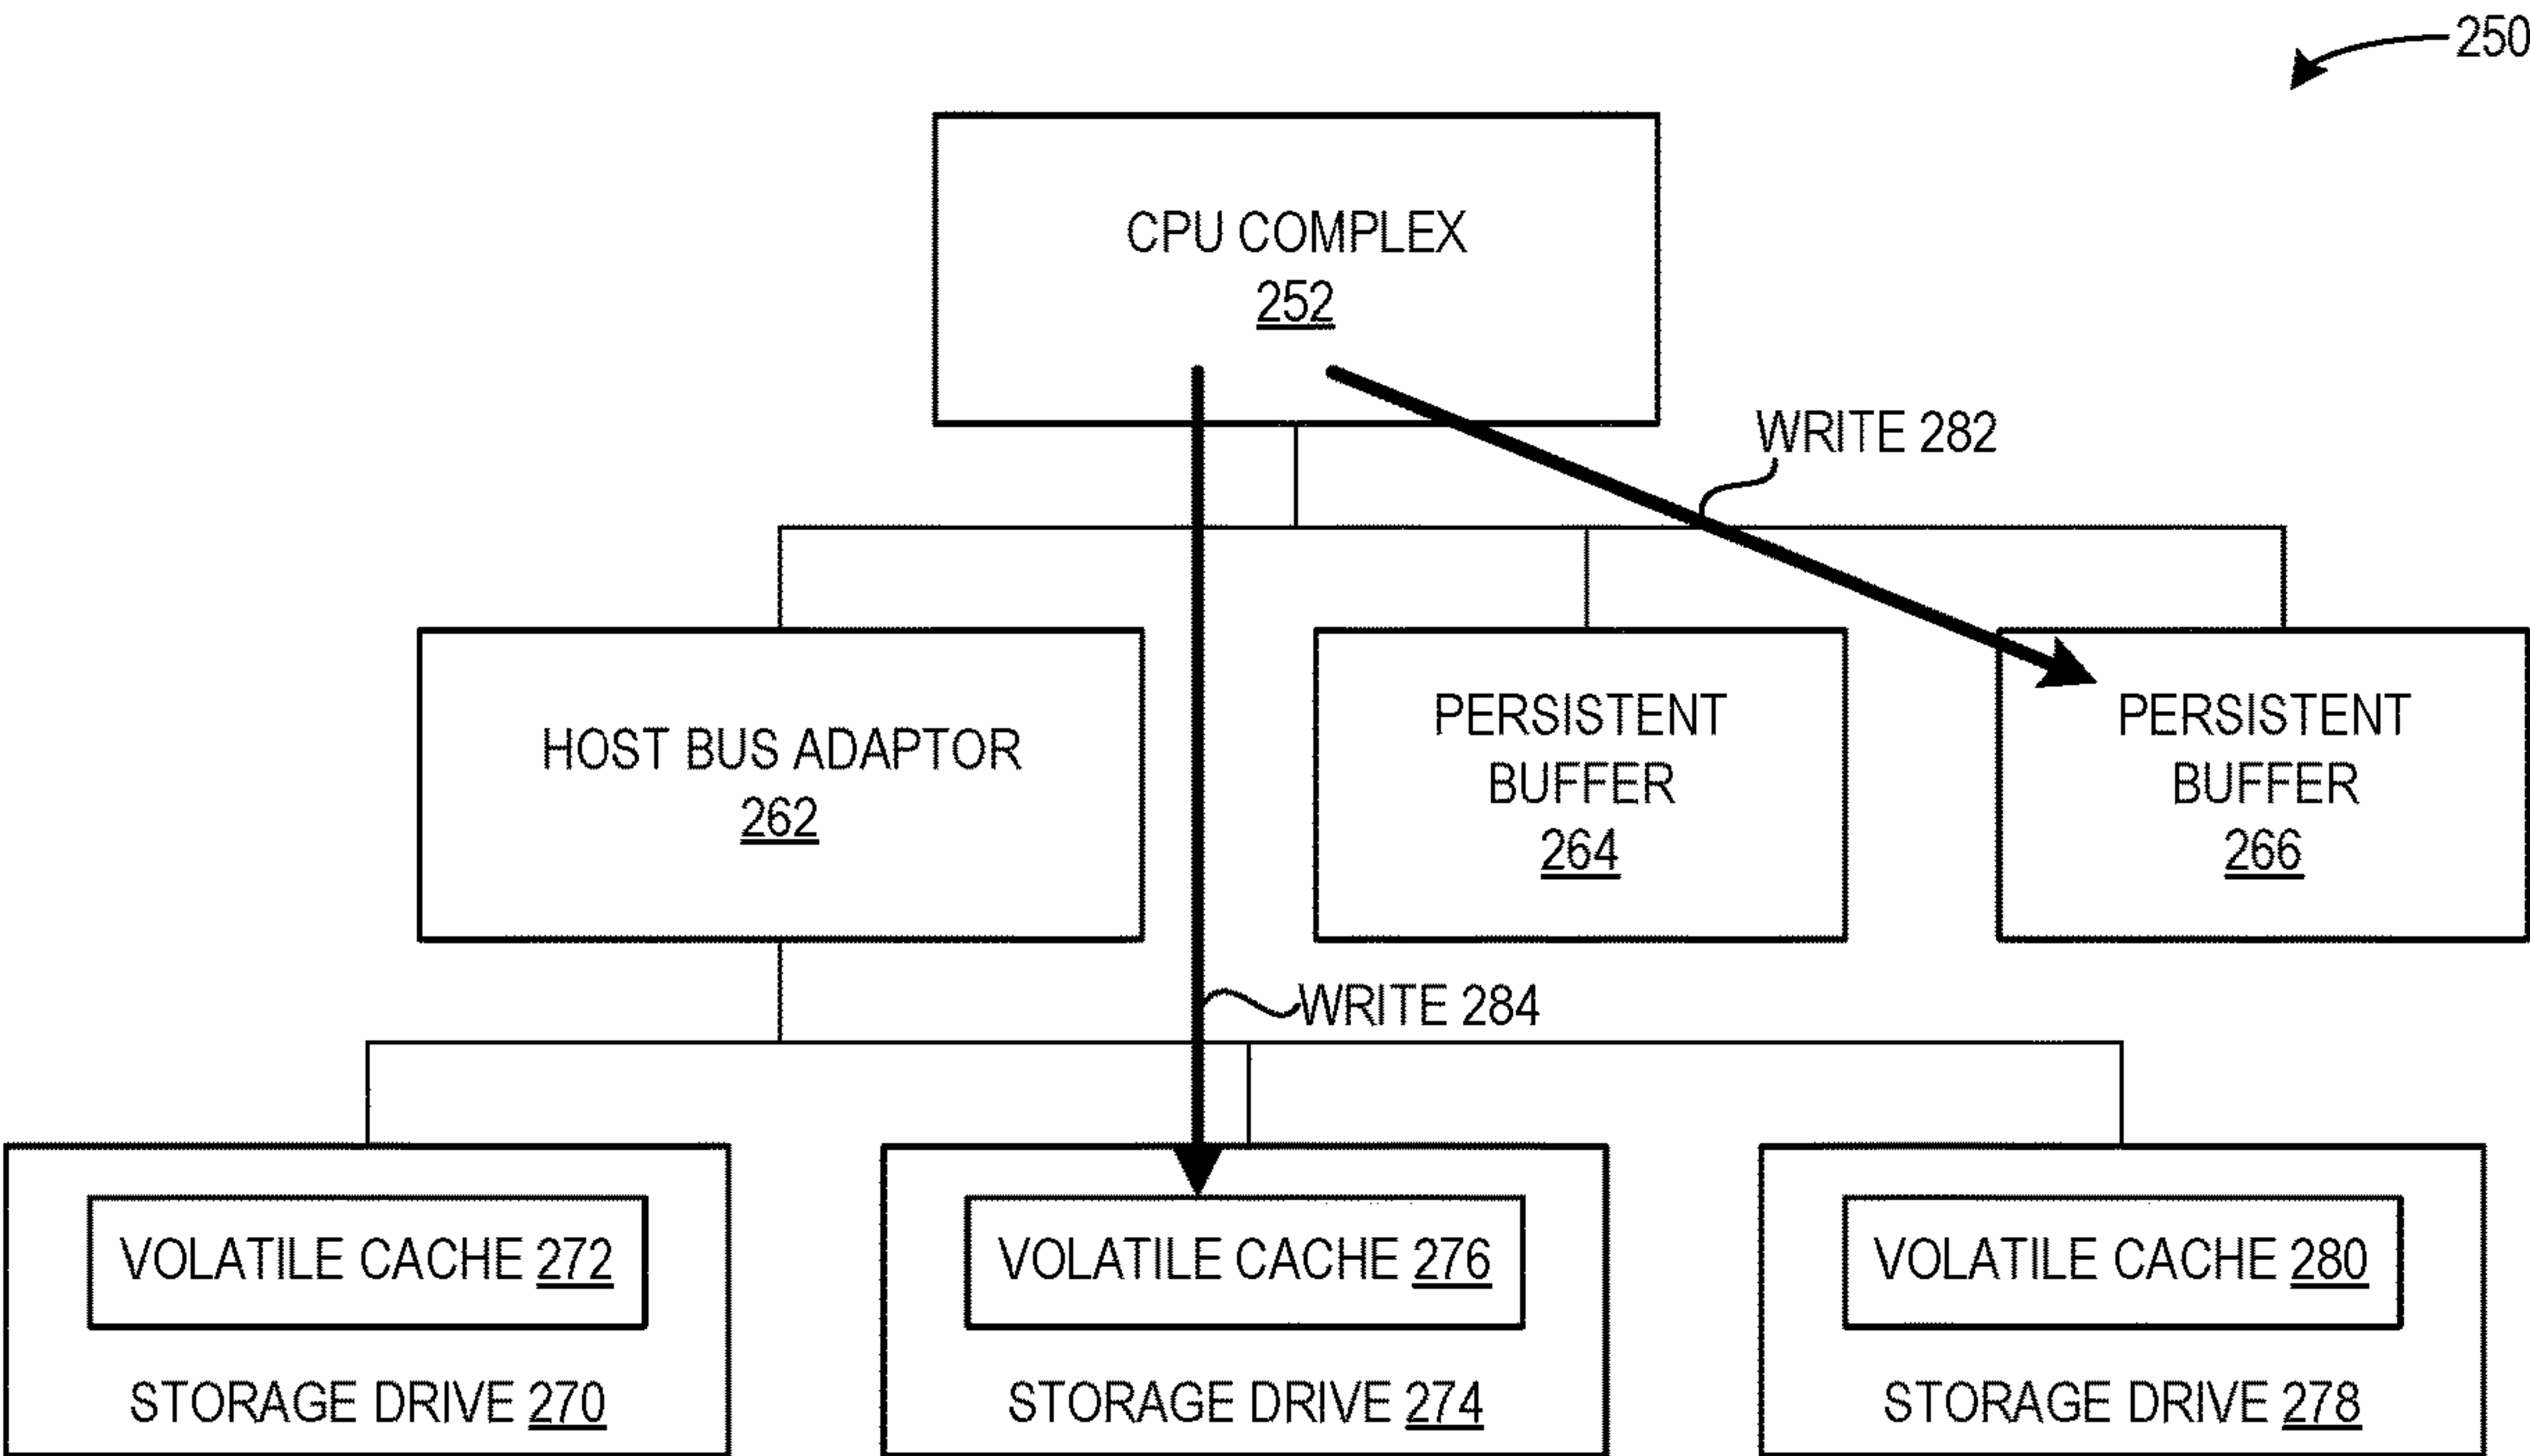 250
CPU COMPLEX
252
WRITE 282
HOST BUS ADAPTOR
262
PERSISTENT
BUFFER
264
PERSISTENT
BUFFER
266
WRITE 284
VOLATILE CACHE 272
STORAGE DRIVE 270
VOLATILE CACHE 276
STORAGE DRIVE 274
VOLATILE CACHE 280
STORAGE DRIVE 278